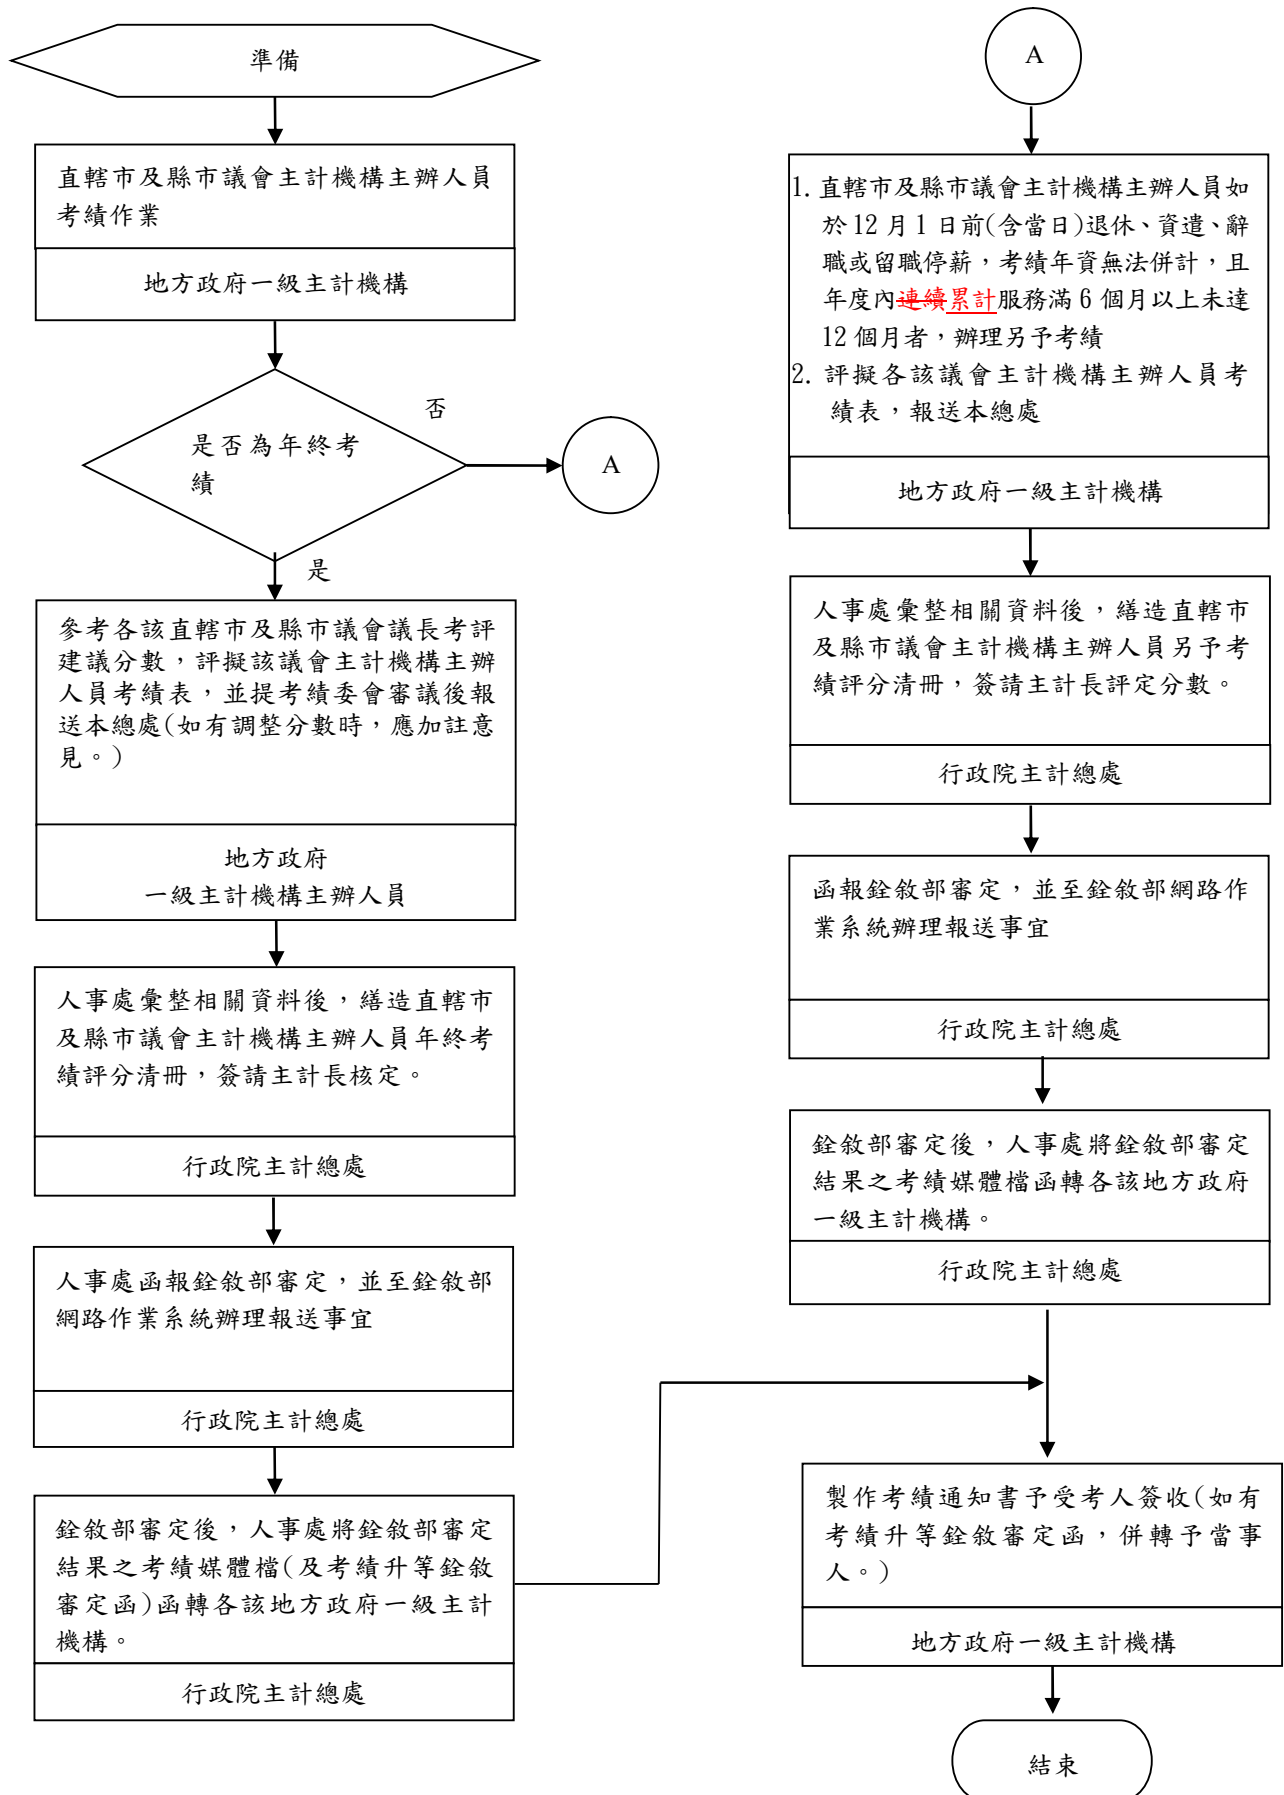 準備
直轄市及縣市議會主計機構主辦人員
考績作業
地方政府一級主計機構
是否為年終考
績
否
A
是
參考各該直轄市及縣市議會議長考評
建議分數，評擬該議會主計機構主辦
人員考績表，並提考績委會審議後報
送本總處(如有調整分數時，應加註意
見。)
地方政府
一級主計機構主辦人員
人事處彙整相關資料後，繕造直轄市
及縣市議會主計機構主辦人員年終考
績評分清冊，簽請主計長核定。
行政院主計總處
人事處函報銓敘部審定，並至銓敘部
網路作業系統辦理報送事宜
行政院主計總處
銓敘部審定後，人事處將銓敘部審定
結果之考績媒體檔(及考績升等銓敘
審定函)函轉各該地方政府一級主計
機構。
行政院主計總處
A
1. 直轄市及縣市議會主計機構主辦人員如
於 12 月 1 日前(含當日)退休、資遣、辭
職或留職停薪，考績年資無法併計，且
年度內連續累計服務滿 6 個月以上未達
12 個月者，辦理另予考績
2. 評擬各該議會主計機構主辦人員考
績表，報送本總處
地方政府一級主計機構
人事處彙整相關資料後，繕造直轄市
及縣市議會主計機構主辦人員另予考
績評分清冊，簽請主計長評定分數。
行政院主計總處
函報銓敘部審定，並至銓敘部網路作
業系統辦理報送事宜
行政院主計總處
銓敘部審定後，人事處將銓敘部審定
結果之考績媒體檔函轉各該地方政府
一級主計機構。
行政院主計總處
製作考績通知書予受考人簽收(如有
考績升等銓敘審定函，併轉予當事
人。)
地方政府一級主計機構
結束